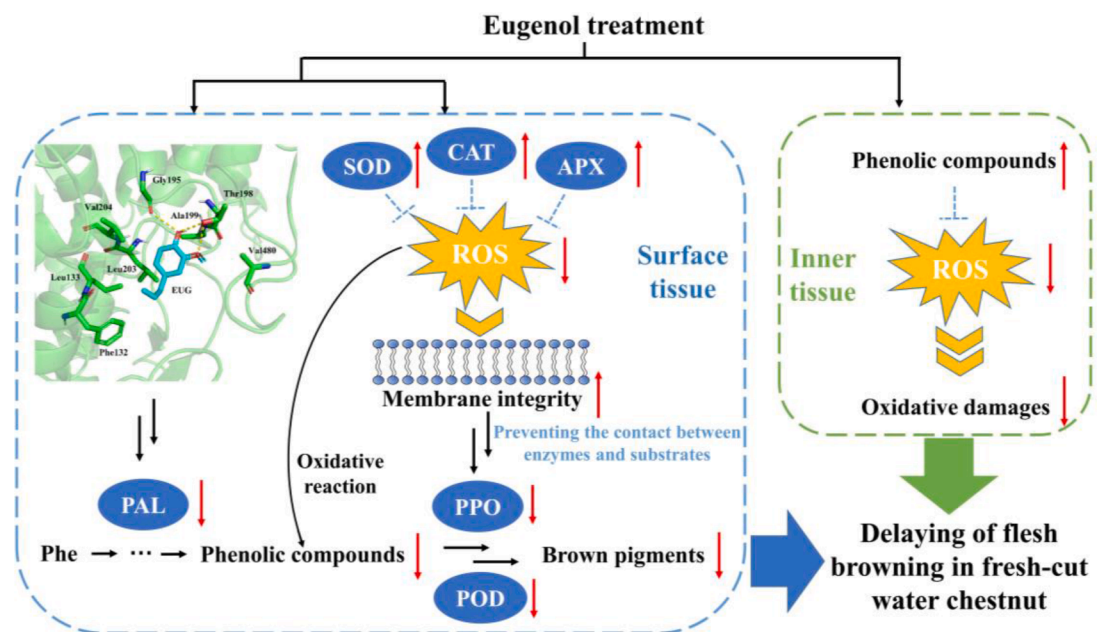 Eugenol treatment
SOD
CAT
APX
Gly195
Thr198
Val204
Ala199
Val480
Leu133
Leu203
EUG
Phe132
ROS
Surface
tissue
Membrane integrity
Preventing the contact between
enzymes and substrates
Oxidative
reaction
PAL
PPO
Phe
...
Phenolic compounds
Brown pigments
POD
Phenolic compounds
Inner
tissue
ROS
Oxidative damages
Delaying of flesh
browning in fresh-cut
water chestnut